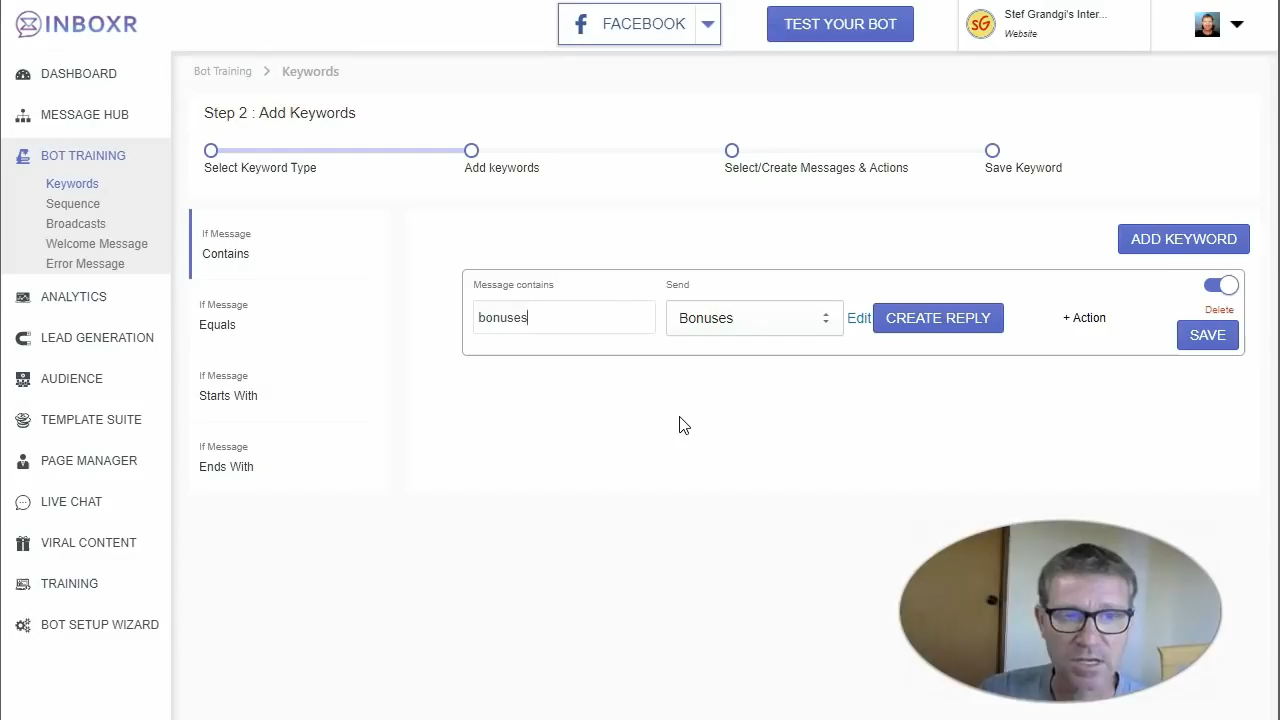 INBOXR
FACEBOOK
TEST YOUR BOT
sG
Stef Grandgi's Inter...
Website
DASHBOARD
MESSAGE HUB
BOT TRAINING
Keywords
Sequence
Broadcasts
Welcome Message
Error Message
ANALYTICS
LEAD GENERATION
AUDIENCE
TEMPLATE SUITE
PAGE MANAGER
LIVE CHAT
VIRAL CONTENT
TRAINING
BOT SETUP WIZARD
Bot Training > Keywords
Step 2 : Add Keywords
Select Keyword Type
Add keywords
Select/Create Messages & Actions
Save Keyword
If Message
Contains
If Message
Equals
If Message
Starts With
If Message
Ends With
ADD KEYWORD
Message contains
Send
bonuses
Bonuses
Edit
CREATE REPLY
+ Action
Delete
SAVE